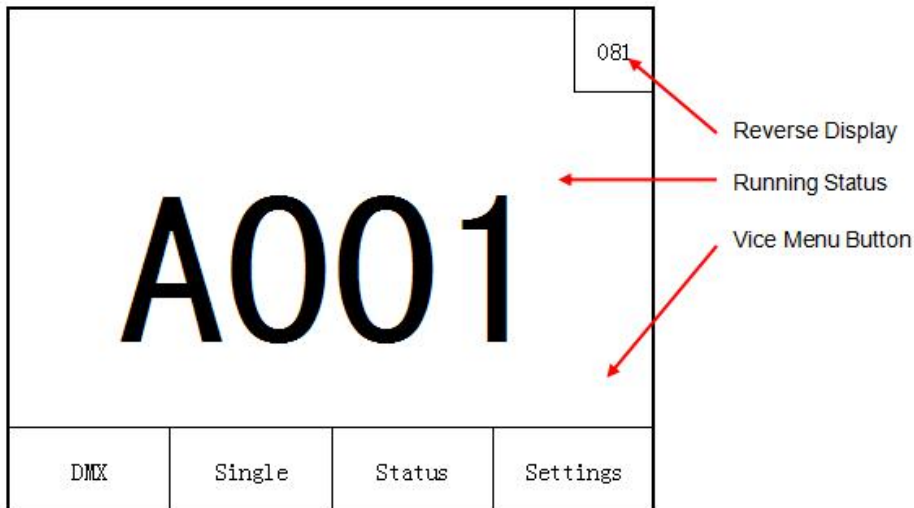 081
Reverse Display
Running Status
A001
Vice Menu Button
DMX Single Status Settings